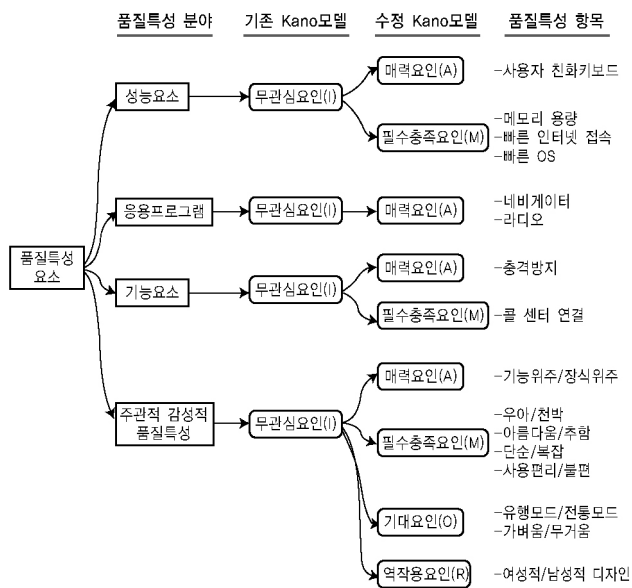 품질특성 분야 기존 Kano모델 수정 Kano모델 품질특성 항목
성능요소
무관심요인(I)
매력요인(A)
-사용자 친화키보드
필수충족요인(M)
-메모리 용량
-빠른 인터넷 접속
-빠른 OS
응용프로그램
무관심요인(I)
매력요인(A)
-네비게이터
-라디오
품질특성
요소
기능요소
무관심요인(I)
매력요인(A)
-충격방지
필수충족요인(M)
-콜 센터 연결
주관적 감성적
품질특성
무관심요인(I)
매력요인(A)
-기능위주/장식위주
필수충족요인(M)
-우아/천박
-아름다움/추함
-단순/복잡
-사용편리/불편
기대요인(O)
-유행모드/전통모드
-가벼움/무거움
역작용요인(R)
-여성적/남성적 디자인